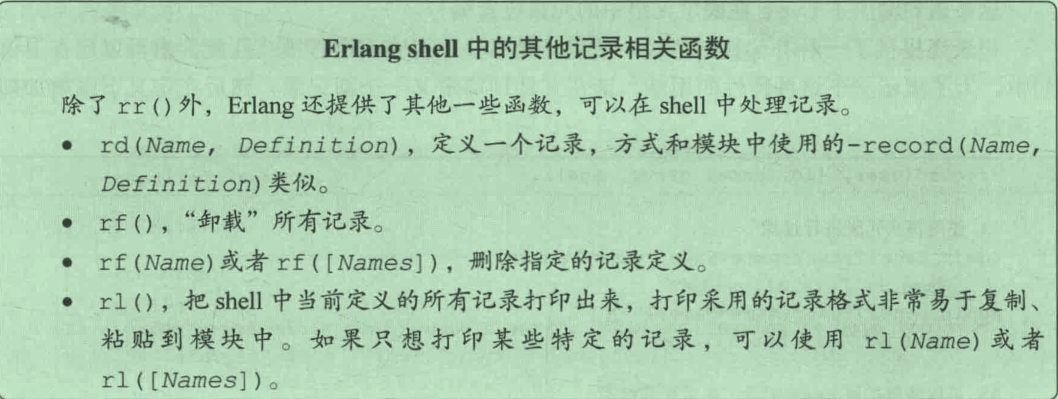 Erlang shell 中的其他记录相关函数
除了 rr()外，Erlang 还提供了其他一些函数，可以在 shell 中处理记录。
● rd(Name, Definition)，定义一个记录，方式和模块中使用的-record(Name,
Definition)类似。
● rf()，“卸载”所有记录。
● rf(Name)或者 rf([Names])，删除指定的记录定义。
● rl()，把 shell 中当前定义的所有记录打印出来，打印采用的记录格式非常易于复制、
粘贴到模块中。如果只想打印某些特定的记录，可以使用 rl(Name)或者
rl([Names])。